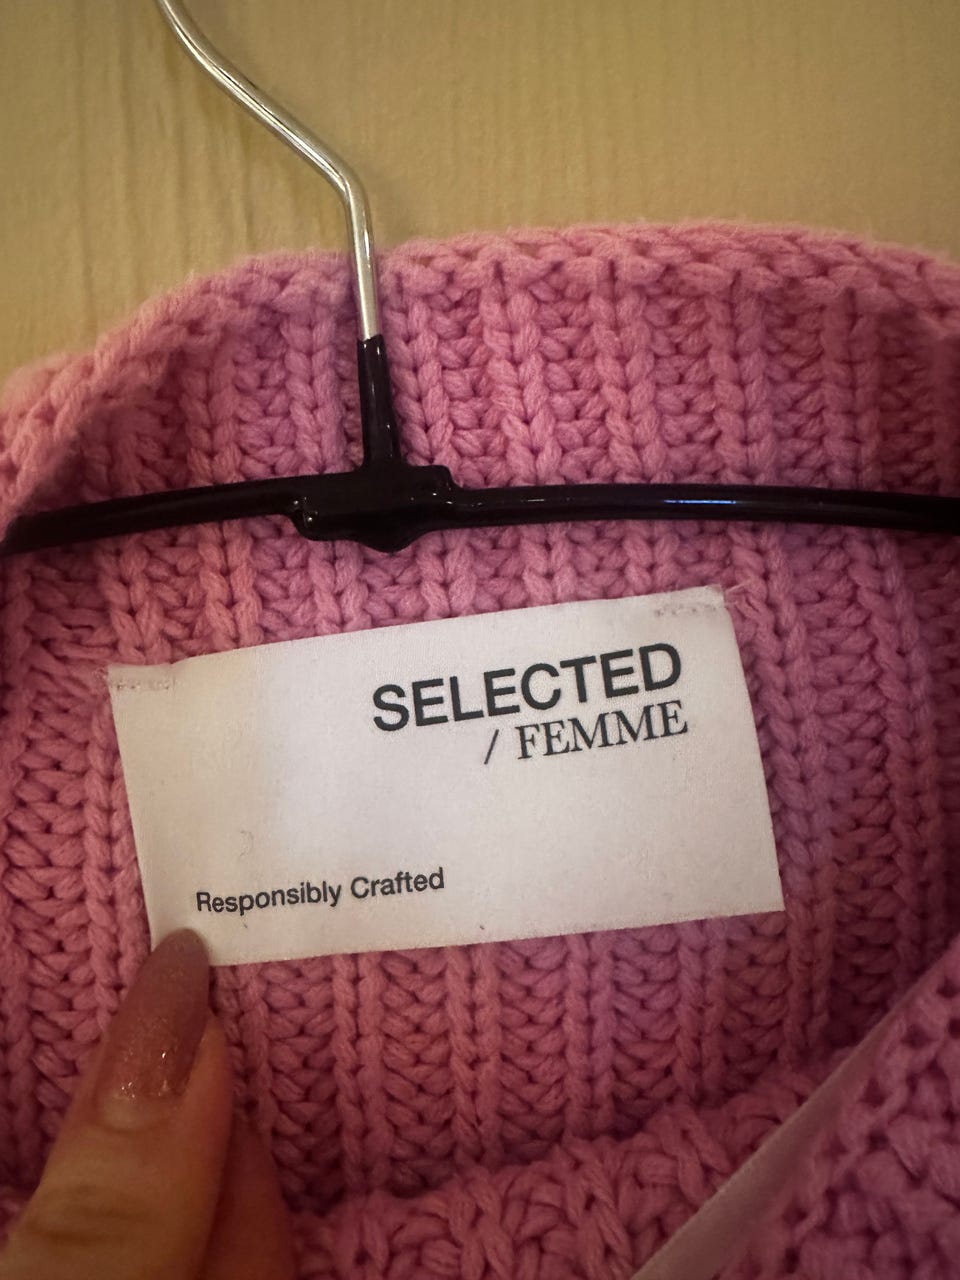 SELECTED
/ FEMME
Responsibly Crafted